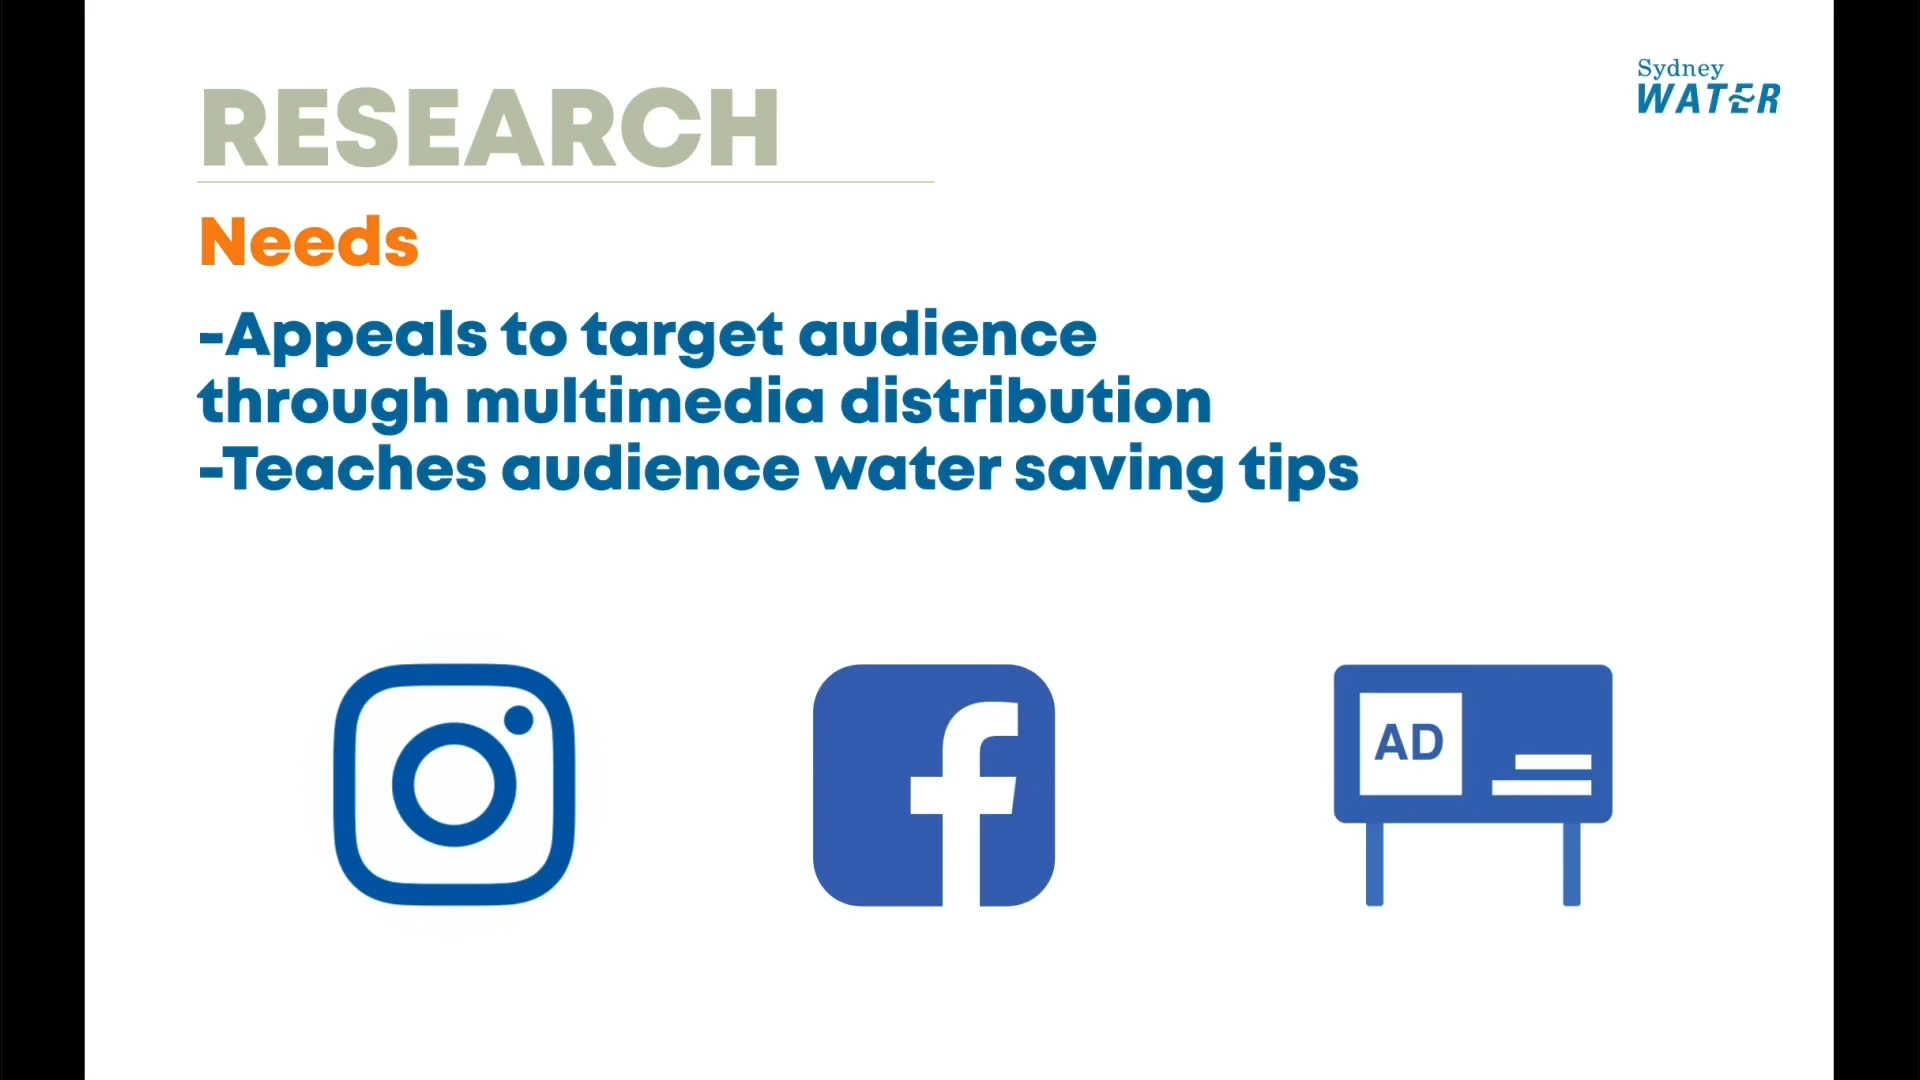 Sydney
WATER
RESEARCH
Needs
-Appeals to target audience
through multimedia distribution
-Teaches audience water saving tips
f
AD